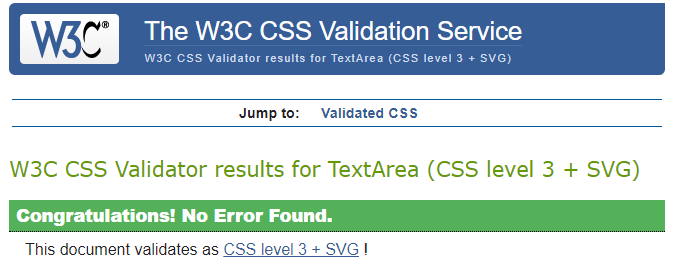 W3C®
The W3C CSS Validation Service
W3C CSS Validator results for TextArea (CSS level 3 + SVG)
Jump to: Validated CSS
W3C CSS Validator results for TextArea (CSS level 3 + SVG)
Congratulations! No Error Found.
This document validates as CSS level 3 + SVG !